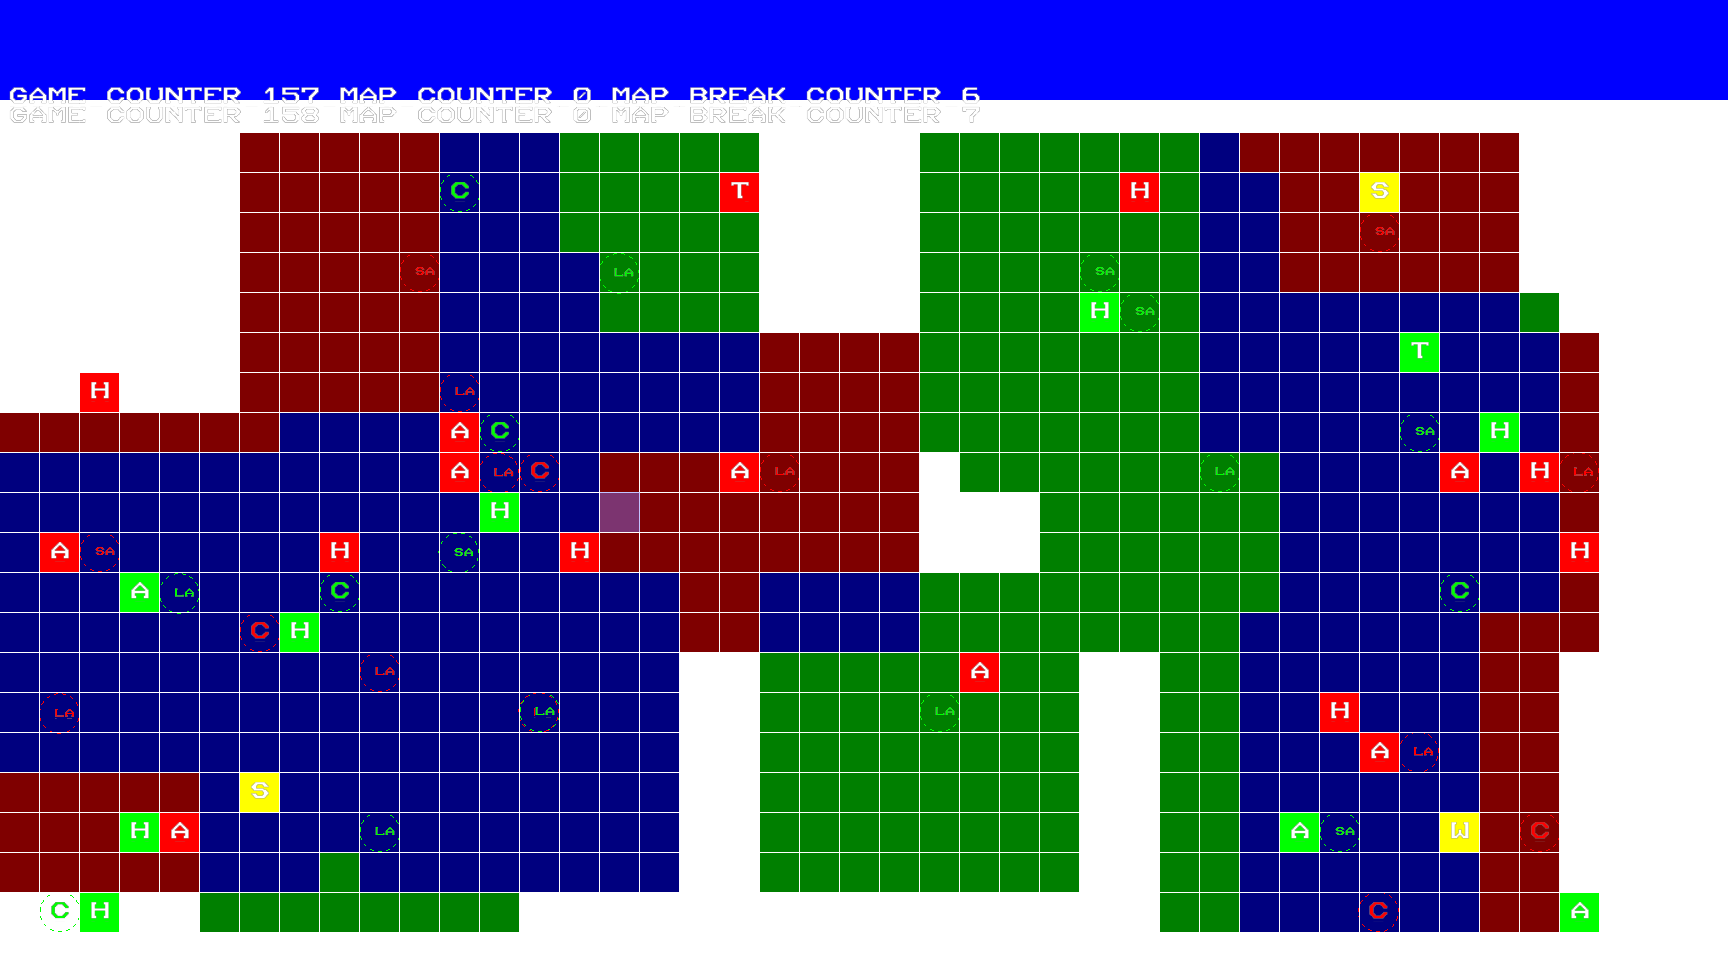 GAME COUNTER 157 MAP COUNTER 0 MAP BREAK COUNTER 6
GAME COUNTER 158 MAP COUNTER 0 MAP BREAK COUNTER 7
C T H S
SA
SA LA SA
H SA
T
H LA
A C SA H
A LA C A LA LA A H LA
H
A SA H SA H H
A LA C C
C H
LA A
LA LA LA H
A LA
S
H A LA A SA W C
C H C A